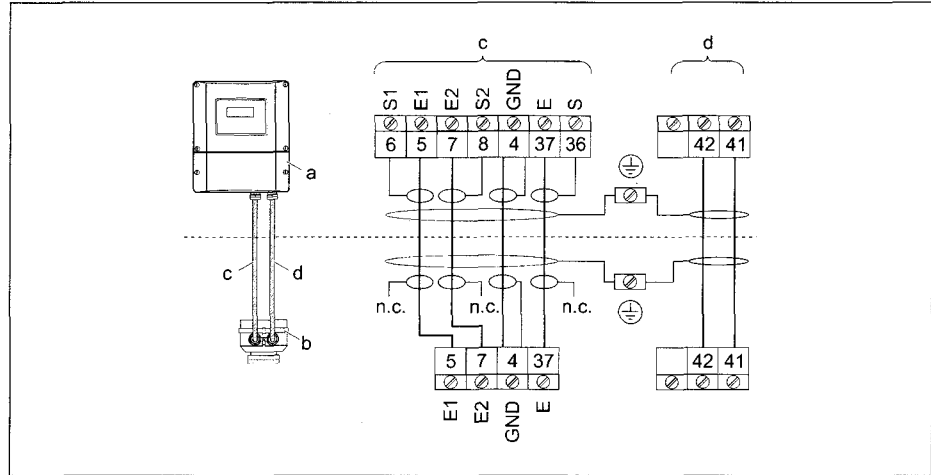 c
d
S1 E1 E2 S2 GND E S
6 5 7 8 4 37 36
42 41
a
c
d
n.c. n.c. n.c.
b
5 7 4 37
42 41
E1 E2 GND E